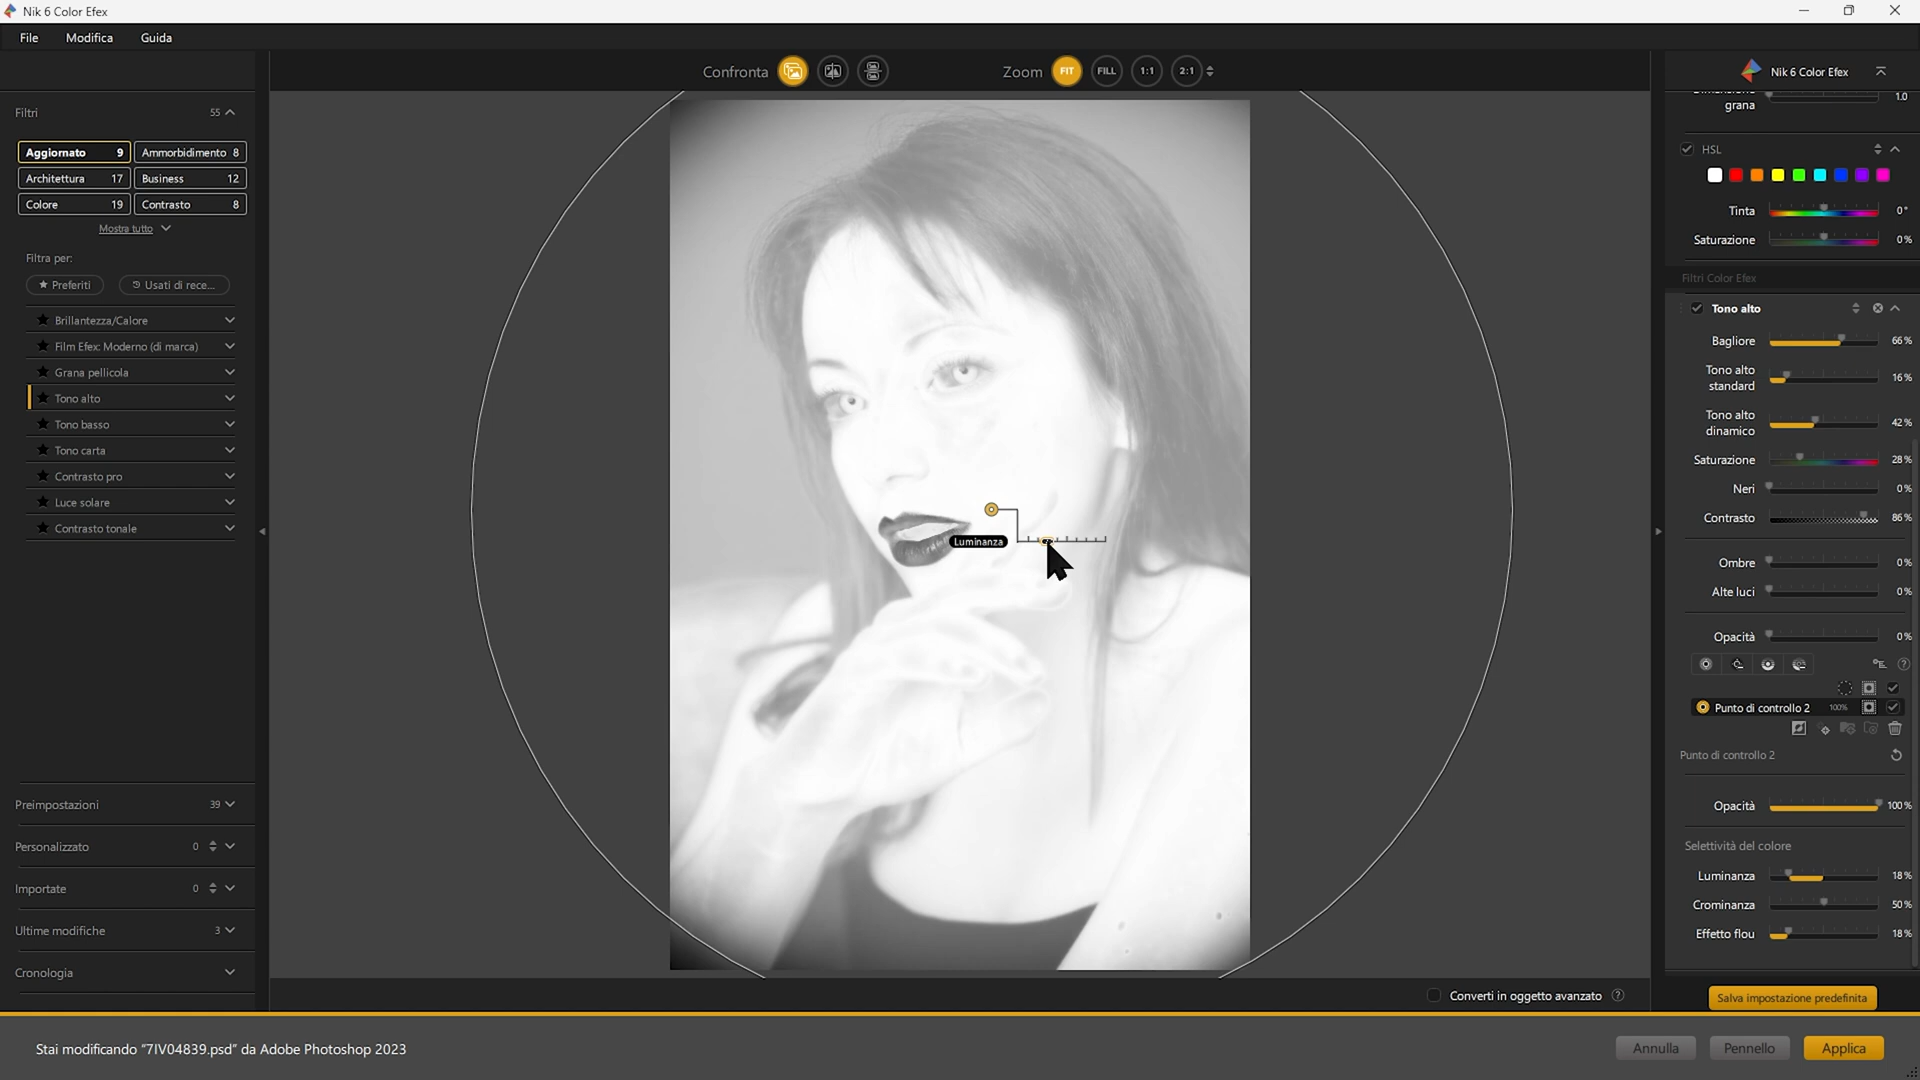 Nik 6 Color Efex
File Modifica Guida
Confronta Zoom FIT FILL 1:1 2:1
Nik 6 Color Efex
Filtri 55
Aggiornato 9 Ammorbidimento 8
Architettura 17 Business 12
Colore 19 Contrasto 8
Mostra tutto
Filtra per:
Preferiti Usati di rece...
Brillantezza/Calore
Film Efex: Moderno (di marca)
Grana pellicola
Tono alto
Tono basso
Tono carta
Contrasto pro
Luce solare
Contrasto tonale
Preimpostazioni 39
Personalizzato 0
Importate 0
Ultime modifiche 3
Cronologia
Luminanza
grana 1.0
HSL
Tinta 0°
Saturazione 0%
Filtri Color Efex
Tono alto
Bagliore 66%
Tono alto
standard 16%
Tono alto
dinamico 42%
Saturazione 28%
Neri 0%
Contrasto 86%
Ombre 0%
Alte luci 0%
Opacità 0%
Punto di controllo 2 100%
Punto di controllo 2
Opacità 100%
Selettività del colore
Luminanza 18%
Crominanza 50%
Effetto flou 18%
Converti in oggetto avanzato
Salva impostazione predefinita
Stai modificando "7IV04839.psd" da Adobe Photoshop 2023
Annulla Pennello Applica